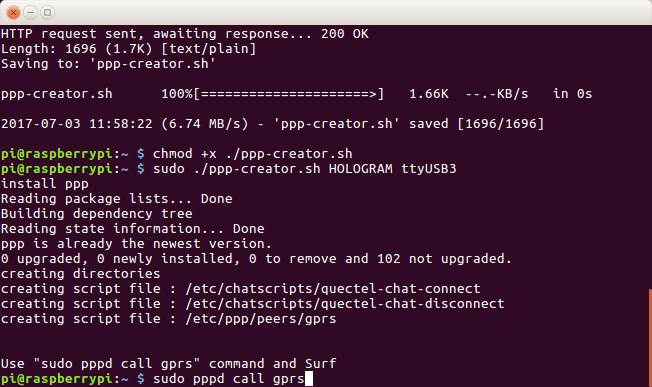 HTTP request sent, awaiting response... 200 OK
Length: 1696 (1.7K) [text/plain]
Saving to: 'ppp-creator.sh'
ppp-creator.sh      100%[=====================>]   1.66K  --.-KB/s   in 0s
2017-07-03 11:58:22 (6.74 MB/s) - 'ppp-creator.sh' saved [1696/1696]
pi@raspberrypi:~ $ chmod +x ./ppp-creator.sh
pi@raspberrypi:~ $ sudo ./ppp-creator.sh HOLOGRAM ttyUSB3
install ppp
Reading package lists... Done
Building dependency tree
Reading state information... Done
ppp is already the newest version.
0 upgraded, 0 newly installed, 0 to remove and 102 not upgraded.
creating directories
creating script file : /etc/chatscripts/quectel-chat-connect
creating script file : /etc/chatscripts/quectel-chat-disconnect
creating script file : /etc/ppp/peers/gprs
Use "sudo pppd call gprs" command and Surf
pi@raspberrypi:~ $ sudo pppd call gprs